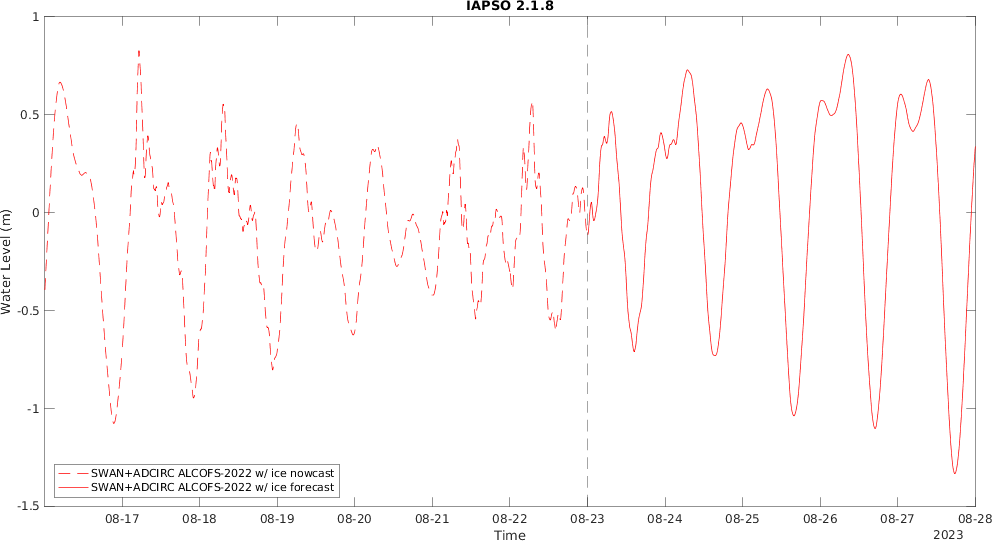 IAPSO 2.1.8
1
0.5
0
-0.5
-1
-1.5
Water Level (m)
SWAN+ADCIRC ALCOFS-2022 w/ ice nowcast
SWAN+ADCIRC ALCOFS-2022 w/ ice forecast
08-17 08-18 08-19 08-20 08-21 08-22 08-23 08-24 08-25 08-26 08-27 08-28
Time
2023